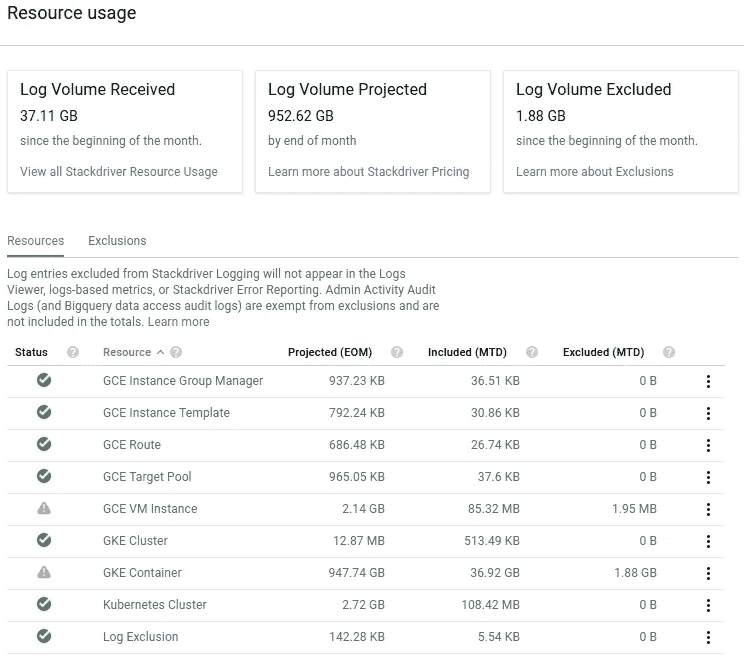 Resource usage
Log Volume Received
37.11 GB
since the beginning of the month.
View all Stackdriver Resource Usage
Log Volume Projected
952.62 GB
by end of month
Learn more about Stackdriver Pricing
Log Volume Excluded
1.88 GB
since the beginning of the month.
Learn more about Exclusions
Resources Exclusions
Log entries excluded from Stackdriver Logging will not appear in the Logs
Viewer, logs-based metrics, or Stackdriver Error Reporting. Admin Activity Audit
Logs (and Bigquery data access audit logs) are exempt from exclusions and are
not included in the totals. Learn more
Status ? Resource ? Projected (EOM) ? Included (MTD) ? Excluded (MTD) ?
GCE Instance Group Manager 937.23 KB 36.51 KB 0 B
GCE Instance Template 792.24 KB 30.86 KB 0 B
GCE Route 686.48 KB 26.74 KB 0 B
GCE Target Pool 965.05 KB 37.6 KB 0 B
GCE VM Instance 2.14 GB 85.32 MB 1.95 MB
GKE Cluster 12.87 MB 513.49 KB 0 B
GKE Container 947.74 GB 36.92 GB 1.88 GB
Kubernetes Cluster 2.72 GB 108.42 MB 0 B
Log Exclusion 142.28 KB 5.54 KB 0 B